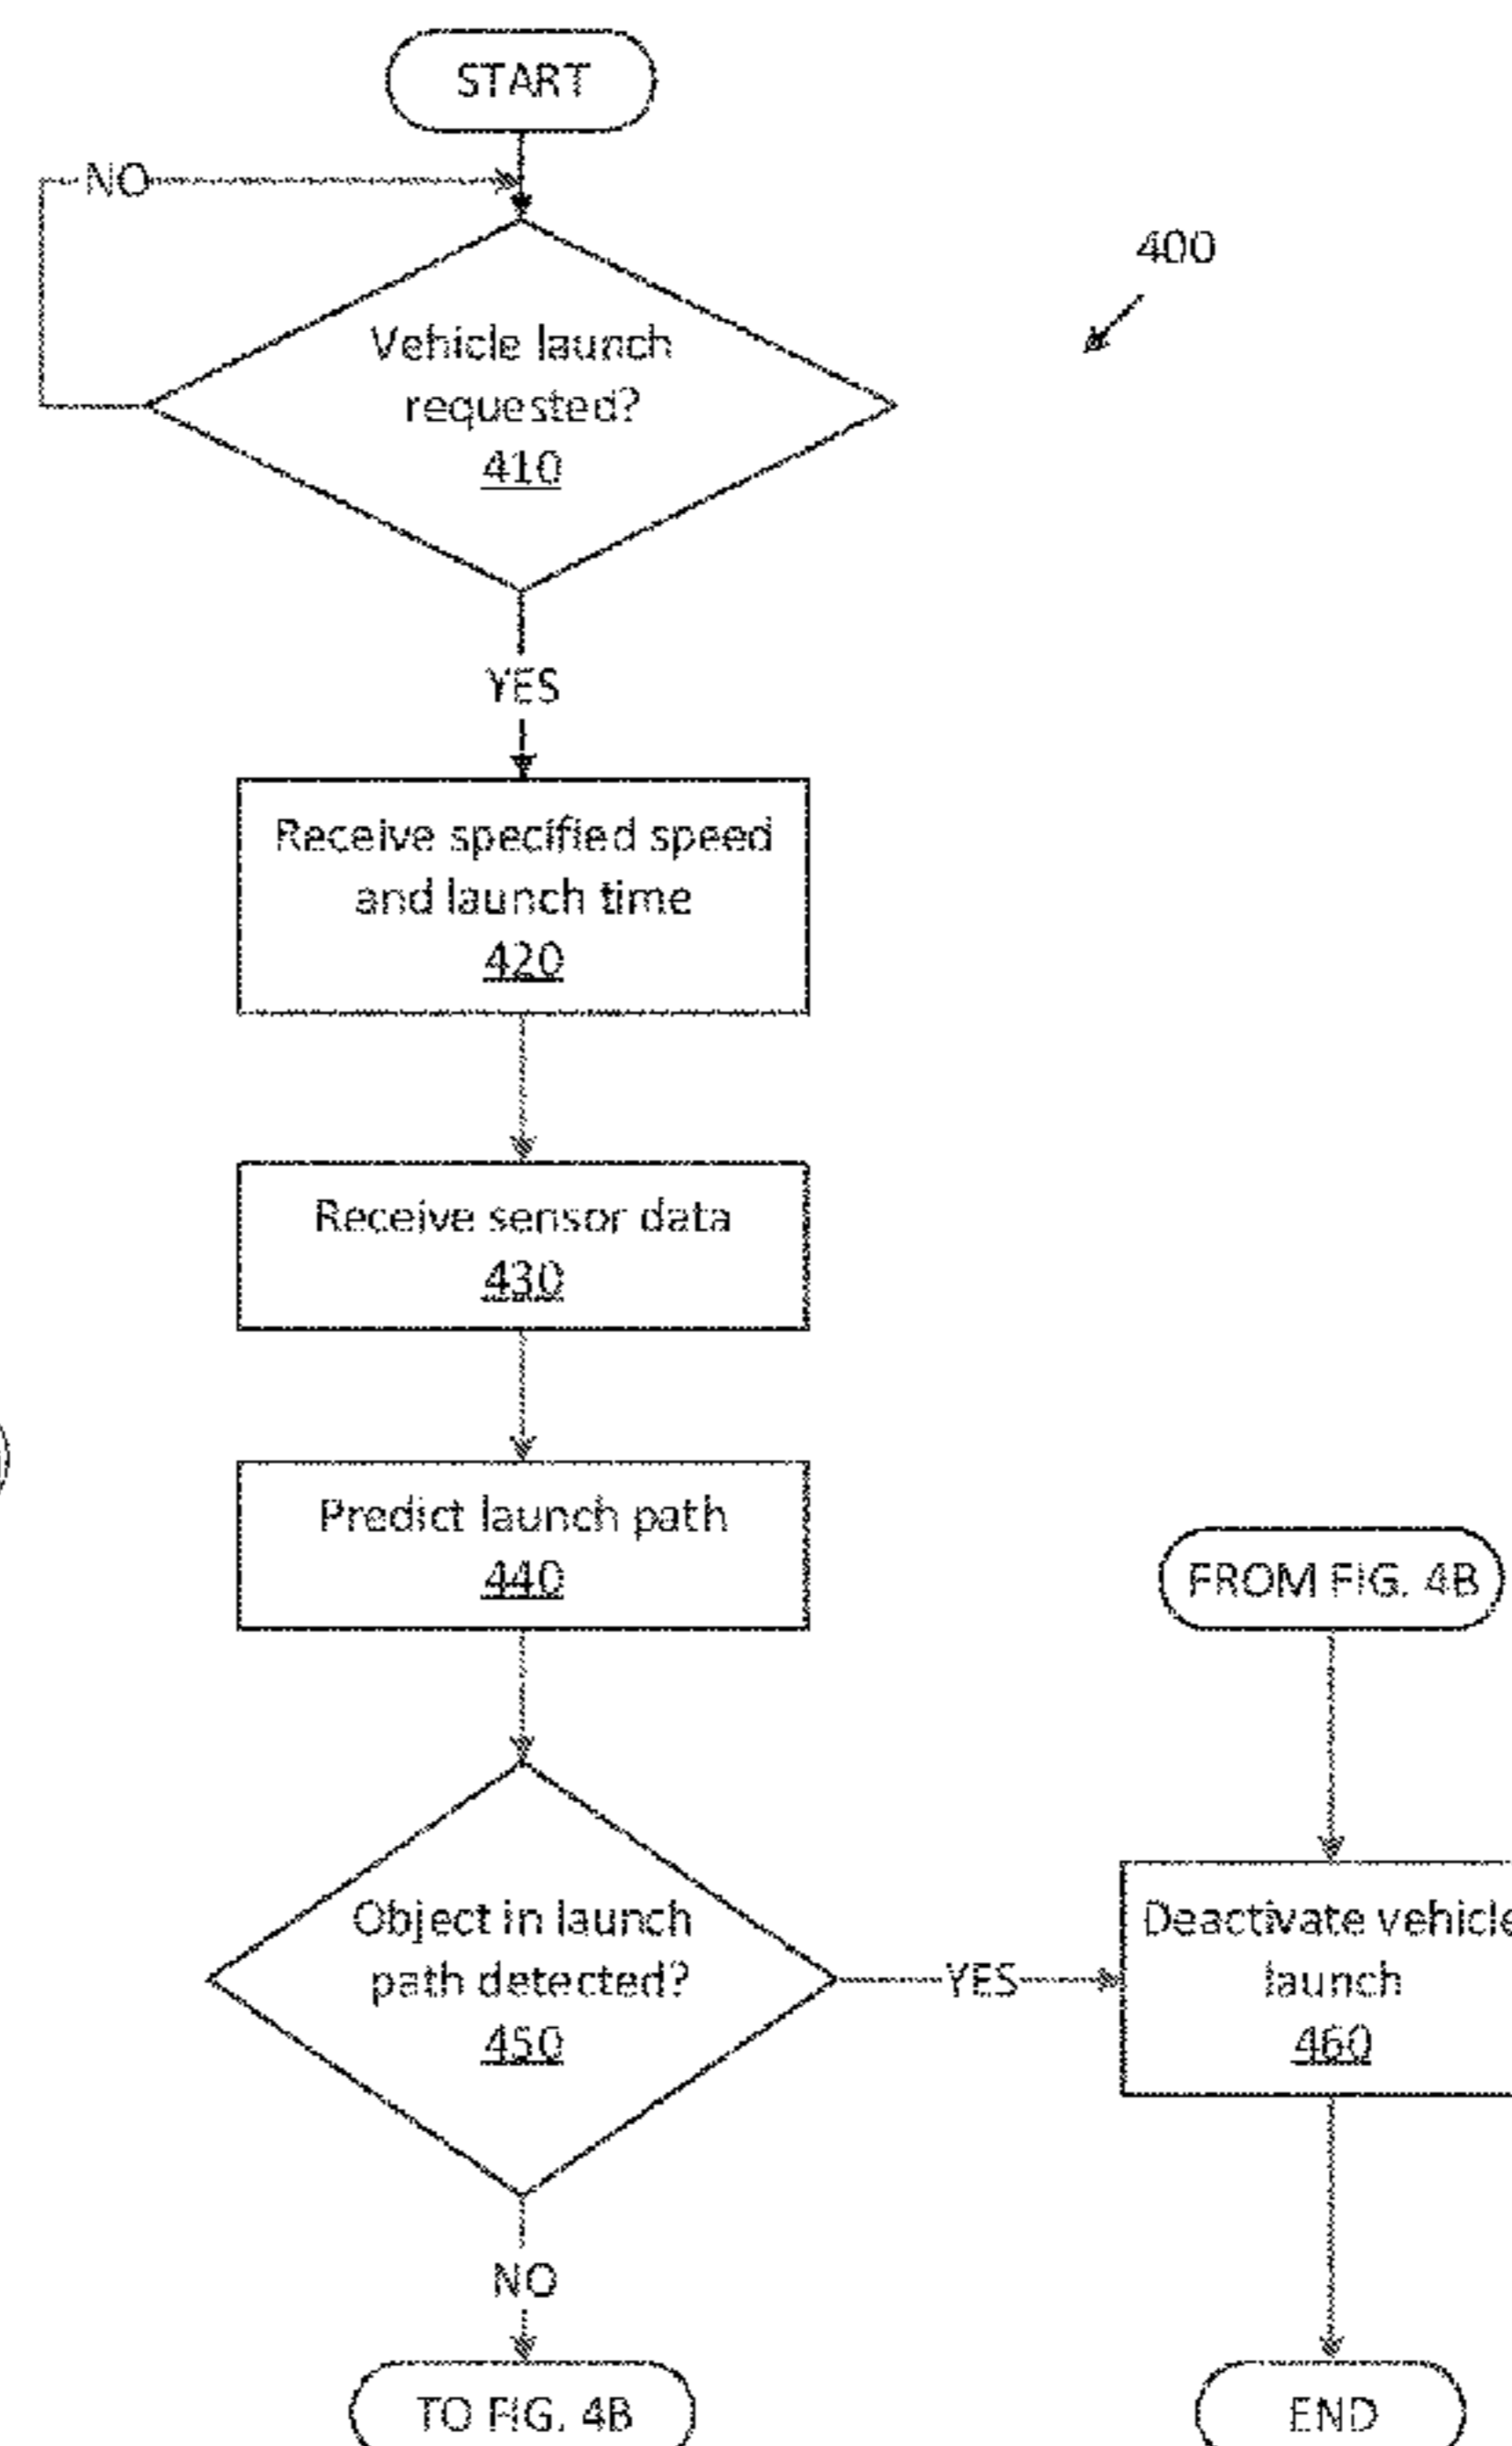 START
NO
400
Vehicle launch
requested?
410
YES
Receive specified speed
and launch time
420
Receive sensor data
430
Predict launch path
440
FROM FIG. 4B
Object in launch
path detected?
450
YES
Deactivate vehicle
launch
460
NO
TO FIG. 4B
END